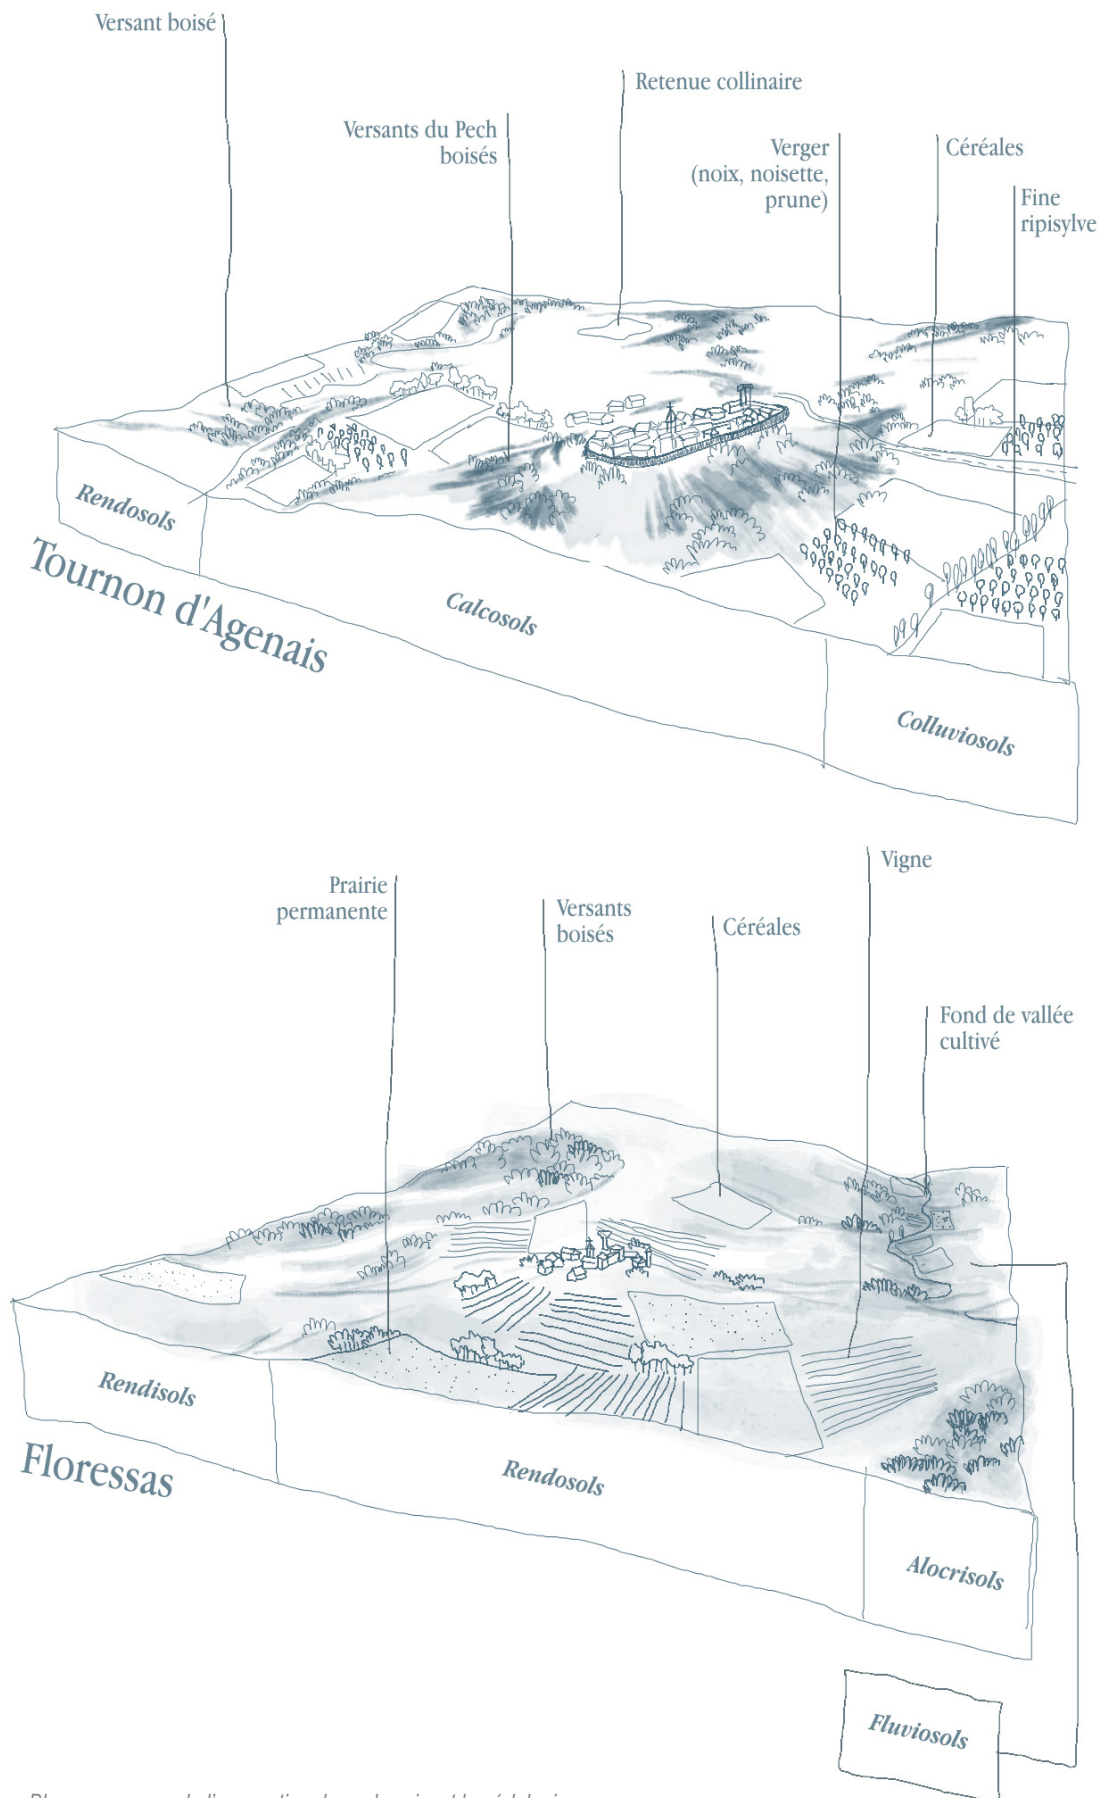 Versant boisé
Retenue collinaire
Versants du Pech
boisés
Verger
(noix, noisette,
prune)
Céréales
Fine
ripisylve
Rendosols
Tournon d'Agenais
Calcosols
Colluviosols
Vigne
Prairie
permanente
Versants
boisés
Céréales
Fond de vallée
cultivé
Rendisols
Floressas
Rendosols
Alocrisols
Fluviosols